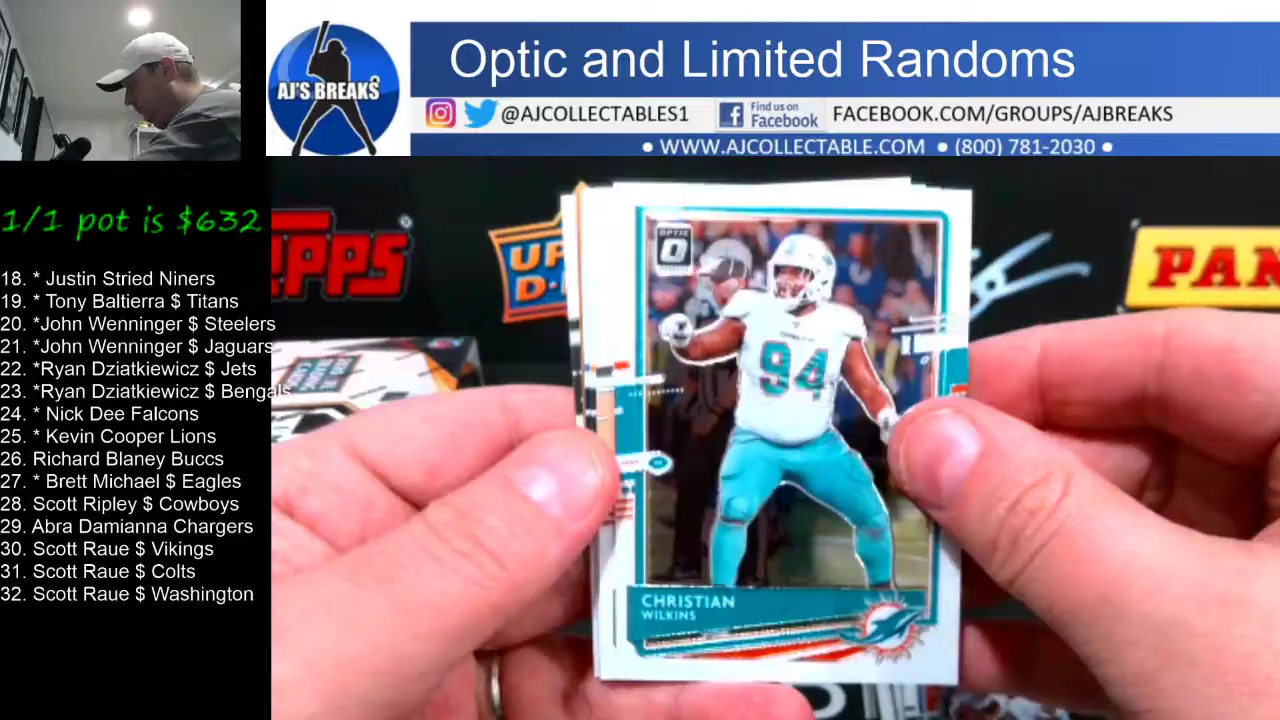 Optic and Limited Randoms
AJ'S BREAKS
@AJCOLLECTABLES1
Find us on
Facebook
FACEBOOK.COM/GROUPS/AJBREAKS
• WWW.AJCOLLECTABLE.COM • (800) 781-2030 •
1/1 pot is $632
18. * Justin Stried Niners
19. * Tony Baltierra $ Titans
20. *John Wenninger $ Steelers
21. *John Wenninger $ Jaguars
22. *Ryan Dziatkiewicz $ Jets
23. *Ryan Dziatkiewicz $ Bengals
24. * Nick Dee Falcons
25. * Kevin Cooper Lions
26. Richard Blaney Buccs
27. * Brett Michael $ Eagles
28. Scott Ripley $ Cowboys
29. Abra Damianna Chargers
30. Scott Raue $ Vikings
31. Scott Raue $ Colts
32. Scott Raue $ Washington
OPTIC
94
CHRISTIAN
WILKINS